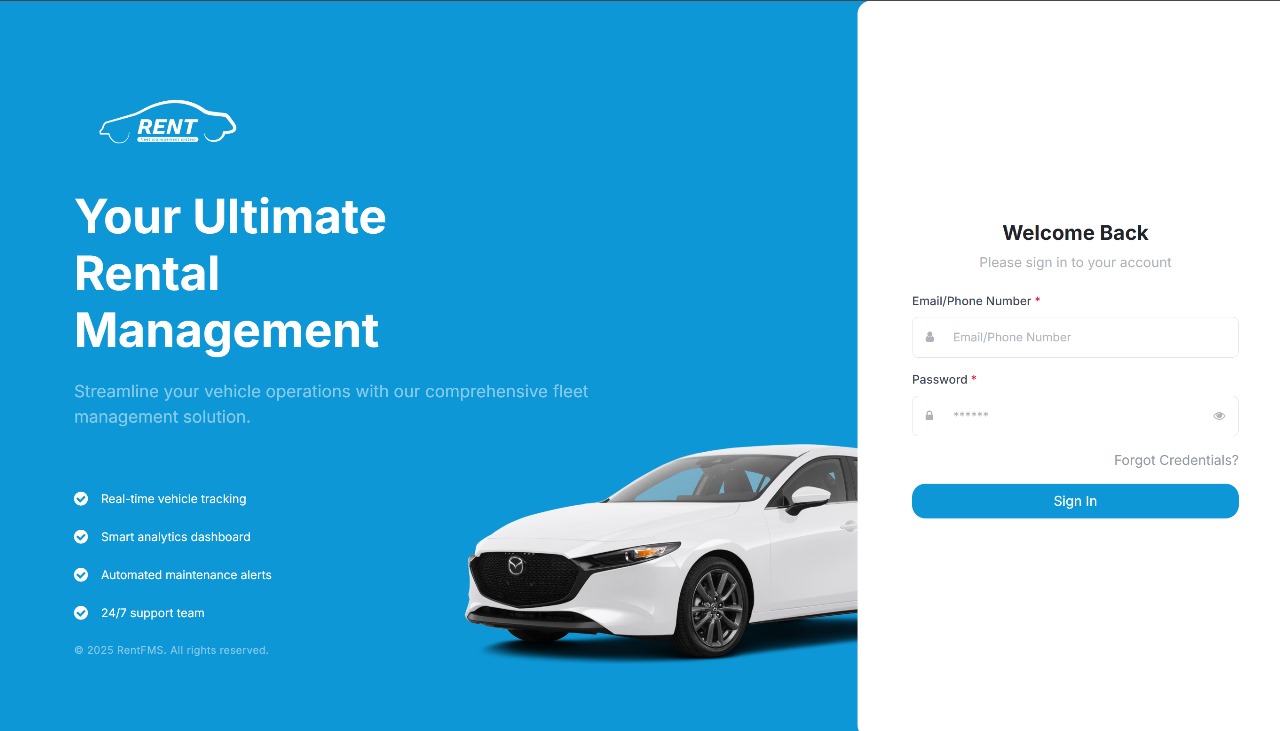 RENT
Your Ultimate
Rental
Management
Streamline your vehicle operations with our comprehensive fleet
management solution.
Real-time vehicle tracking
Smart analytics dashboard
Automated maintenance alerts
24/7 support team
© 2025 RentFMS. All rights reserved.
Welcome Back
Please sign in to your account
Email/Phone Number *
Email/Phone Number
Password *
******
Forgot Credentials?
Sign In